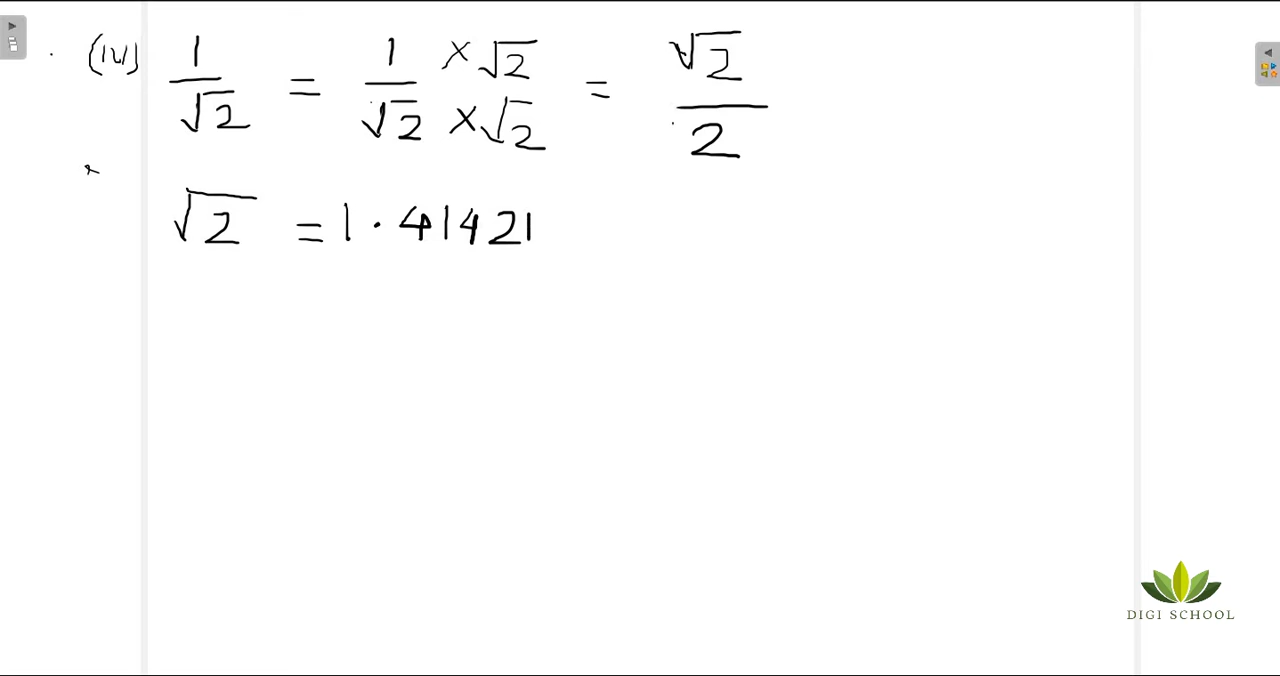 (iv) 1/√2 = 1/√2 ×√2/×√2 = √2/2
√2 = 1.41421
DIGI SCHOOL